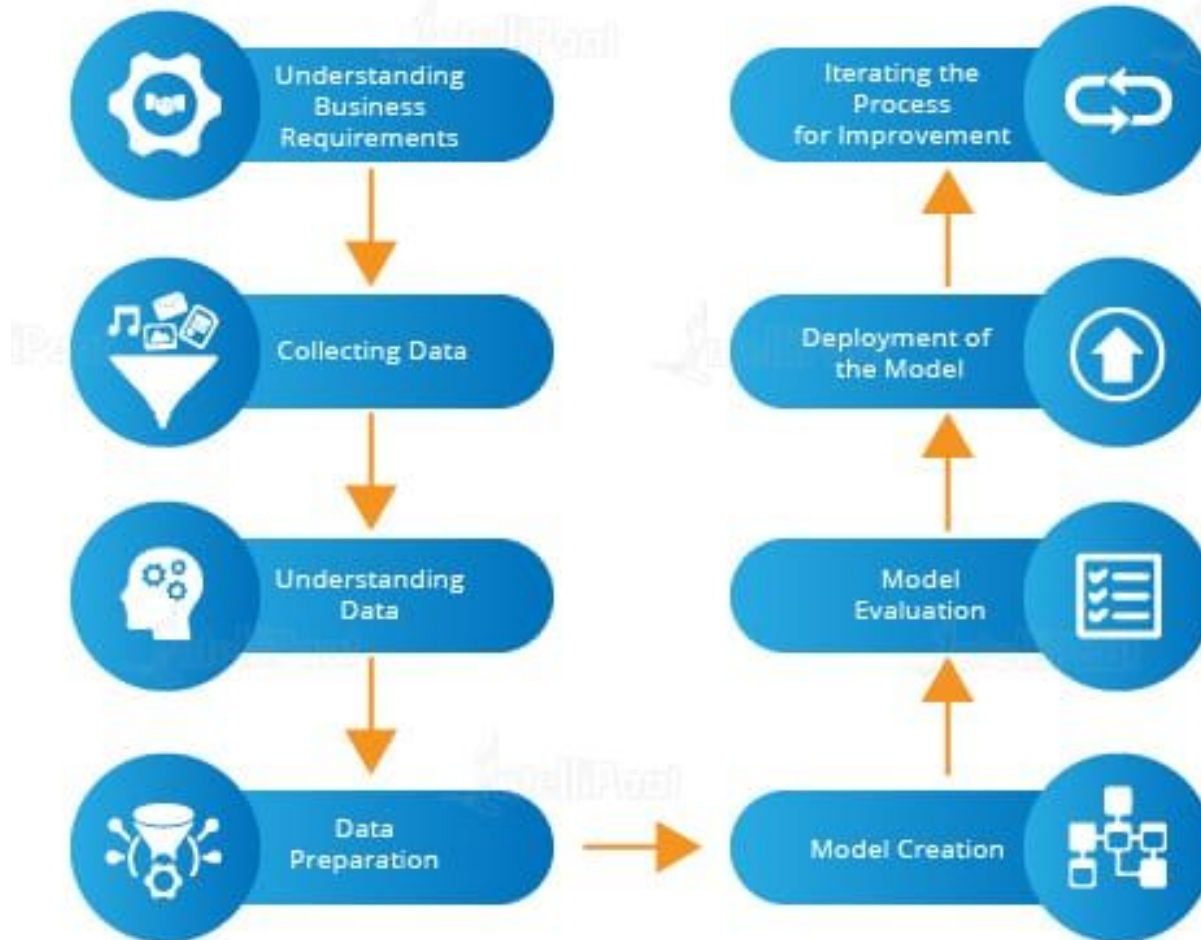 Understanding
Business
Requirements
Collecting Data
Understanding
Data
Data
Preparation
Model Creation
Model
Evaluation
Deployment of
the Model
Iterating the
Process
for Improvement